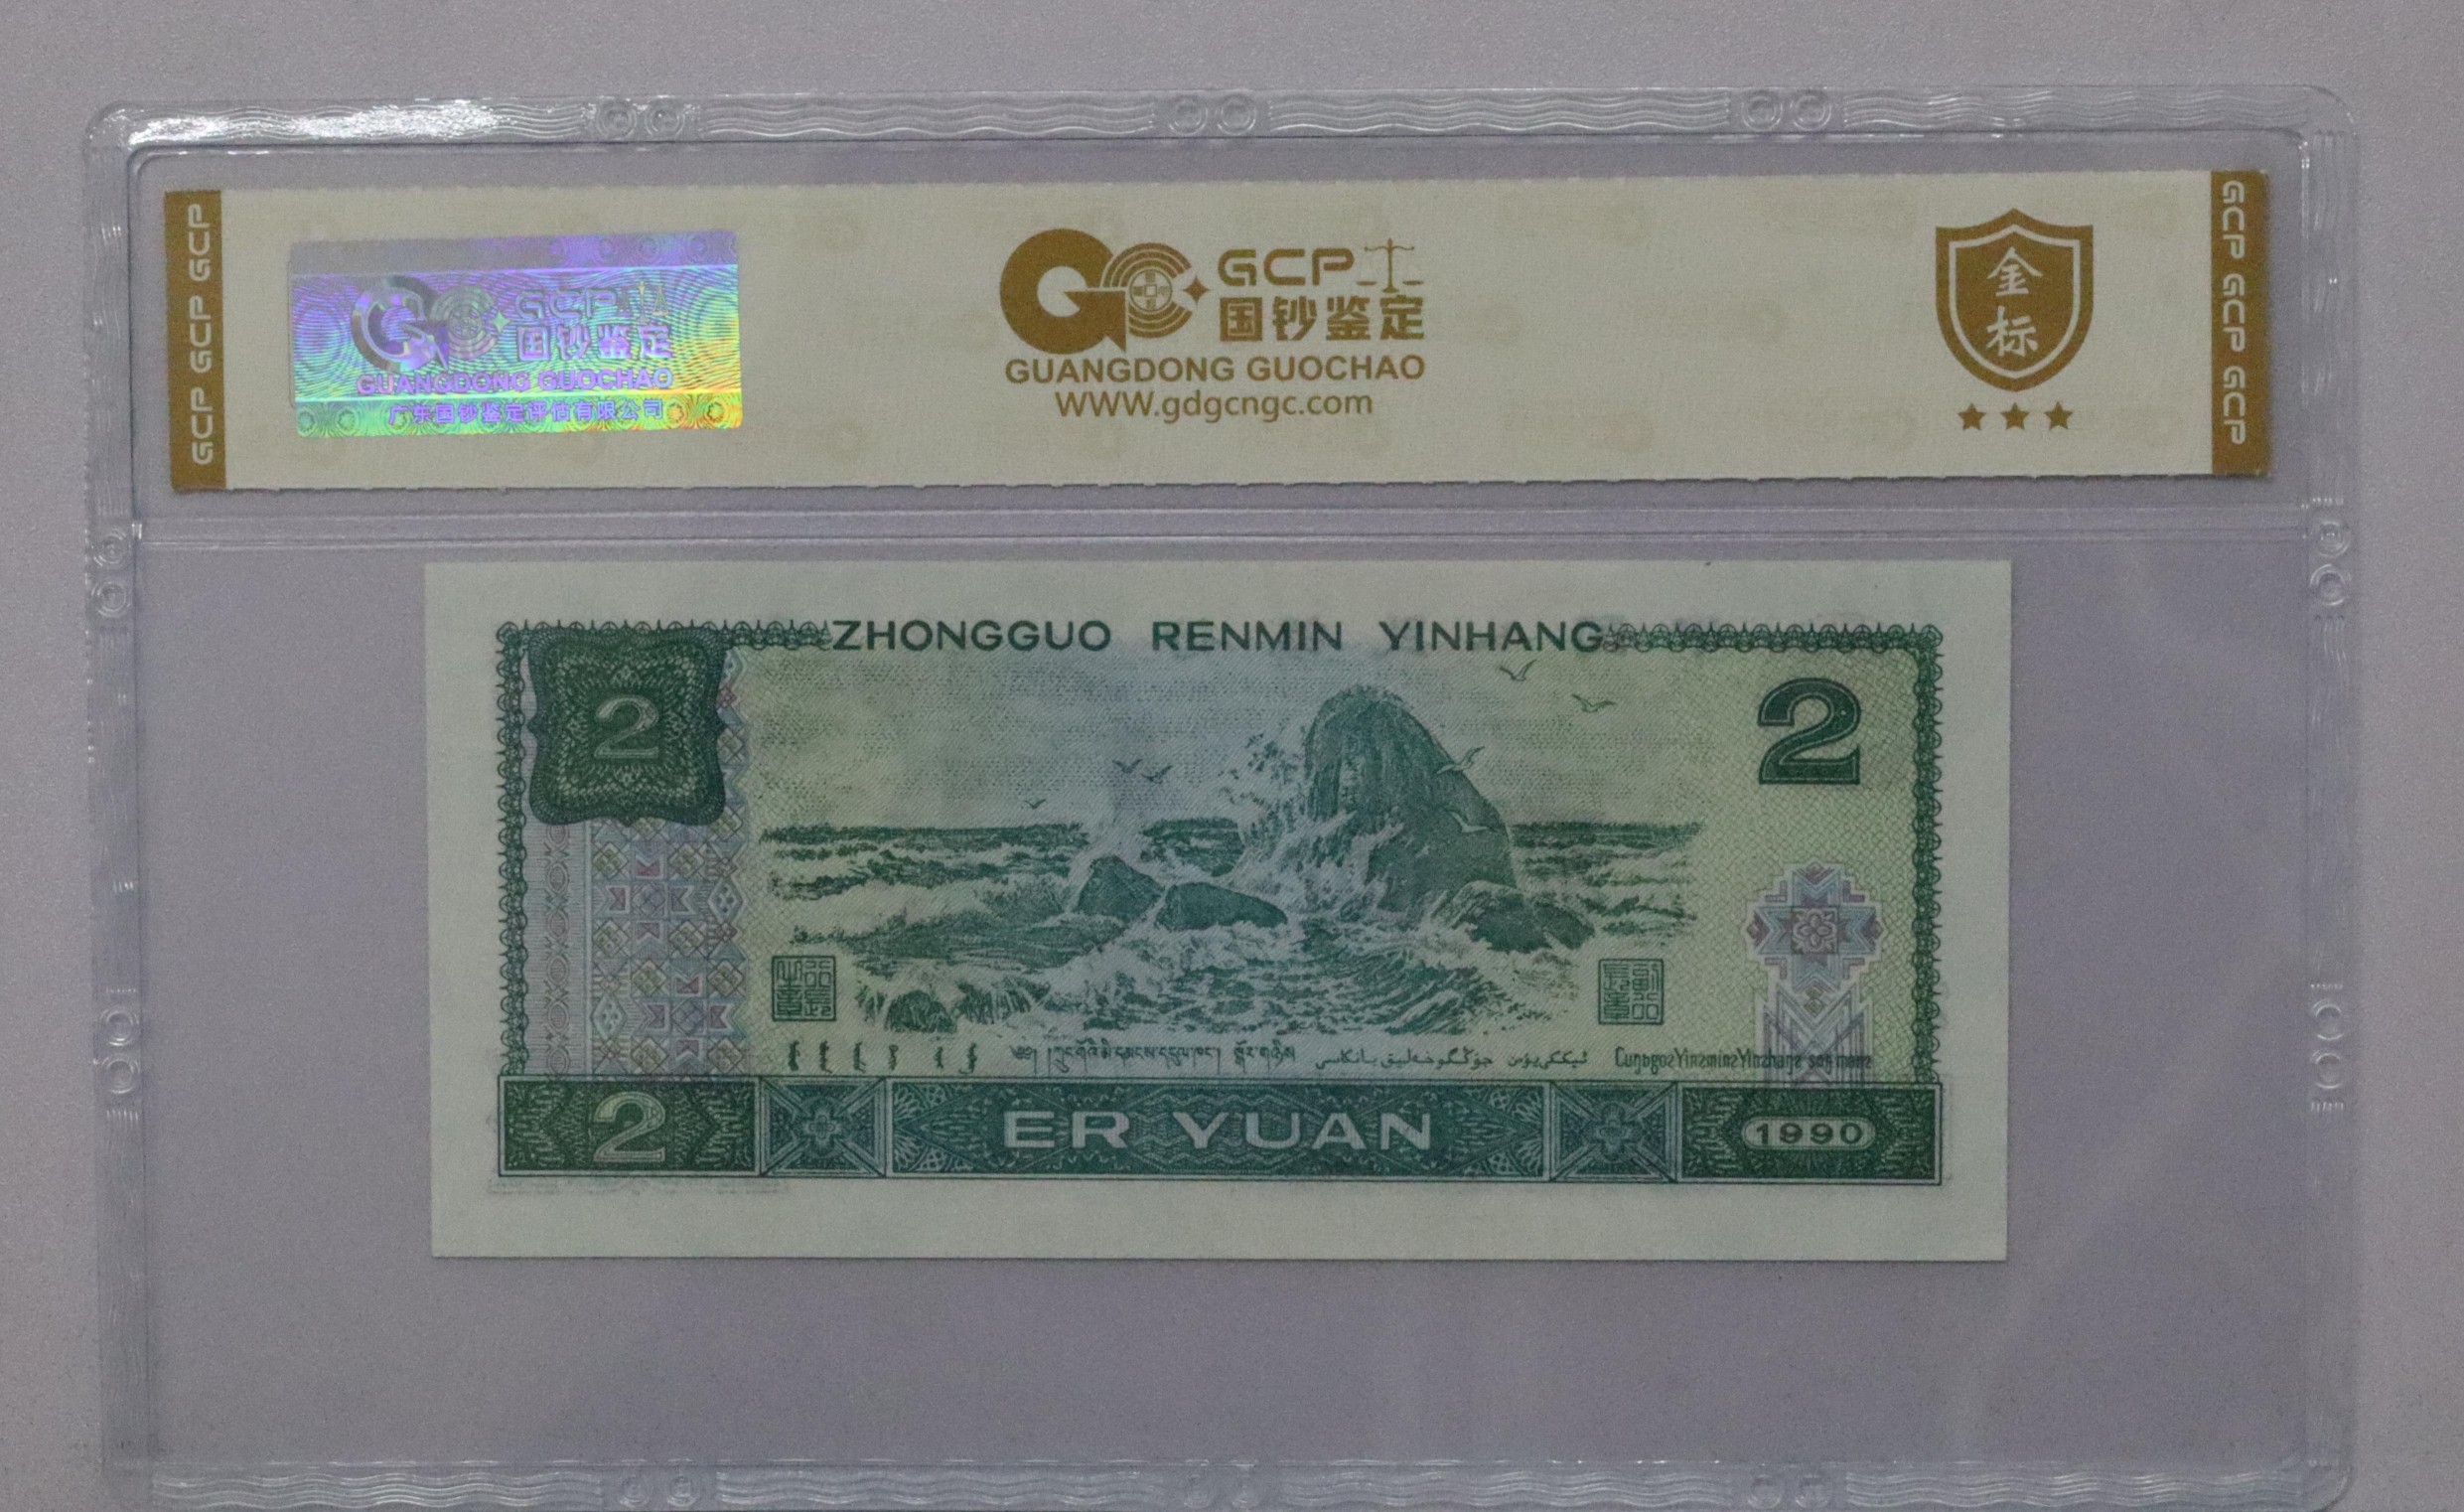 GCP GCP GCP
GCP
国钞鉴定
GUANGDONG GUOCHAO
广东国钞鉴定评估有限公司
GCP
国钞鉴定
GUANGDONG GUOCHAO
WWW.gdgcngc.com
金
标
GCP GCP GCP
ZHONGGUO RENMIN YINHANG
2
2
2
ER YUAN
1990